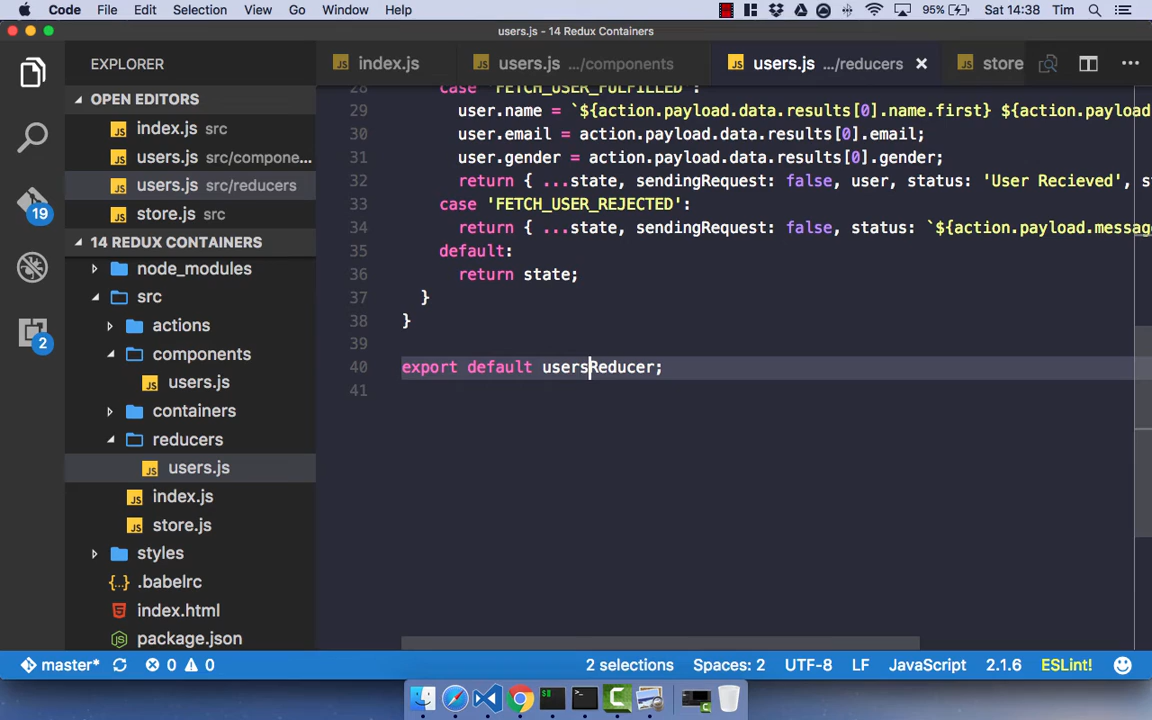 Code File Edit Selection View Go Window Help 95% Sat 14:38 Tim
users.js - 14 Redux Containers
EXPLORER
index.js
users.js .../components
users.js .../reducers
store
OPEN EDITORS
index.js src
users.js src/compone...
users.js src/reducers
store.js src
14 REDUX CONTAINERS
node_modules
src
actions
components
users.js
containers
reducers
users.js
index.js
store.js
styles
.babelrc
index.html
package.json
19
2
28 case 'FETCH_USER_FULFILLED':
29 user.name = `${action.payload.data.results[0].name.first} ${action.payload
30 user.email = action.payload.data.results[0].email;
31 user.gender = action.payload.data.results[0].gender;
32 return { ...state, sendingRequest: false, user, status: 'User Recieved', s
33 case 'FETCH_USER_REJECTED':
34 return { ...state, sendingRequest: false, status: `${action.payload.messag
35 default:
36 return state;
37 }
38 }
39
40 export default usersReducer;
41
master* 0 0 2 selections Spaces: 2 UTF-8 LF JavaScript 2.1.6 ESLint!